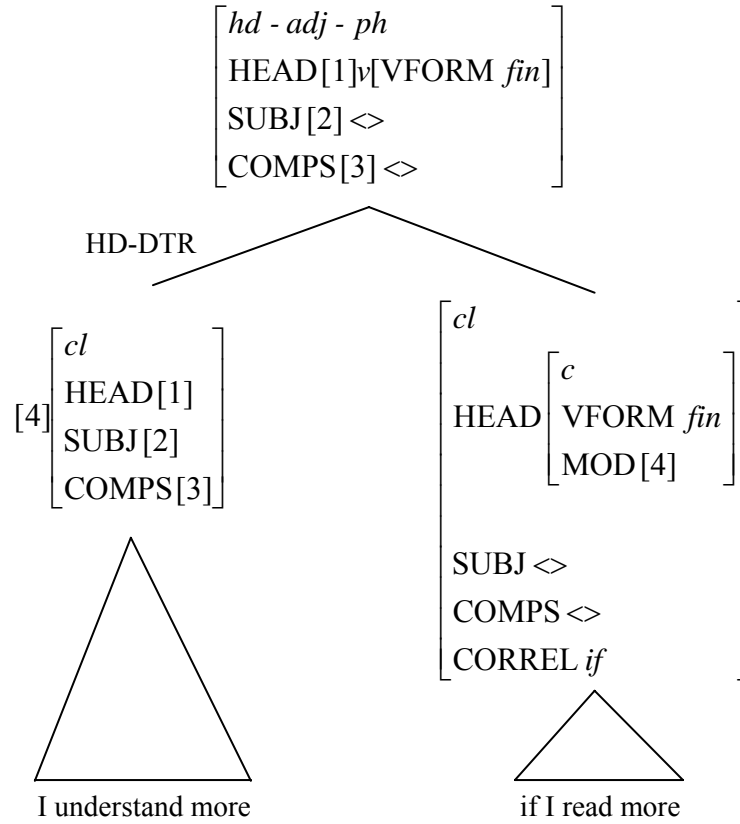 hd - adj - ph
HEAD[1]v[VFORM fin]
SUBJ[2] <>
COMPS[3] <>
HD-DTR
[4]
cl
HEAD[1]
SUBJ[2]
COMPS[3]
cl
HEAD
c
VFORM fin
MOD[4]
SUBJ <>
COMPS <>
CORREL if
I understand more
if I read more